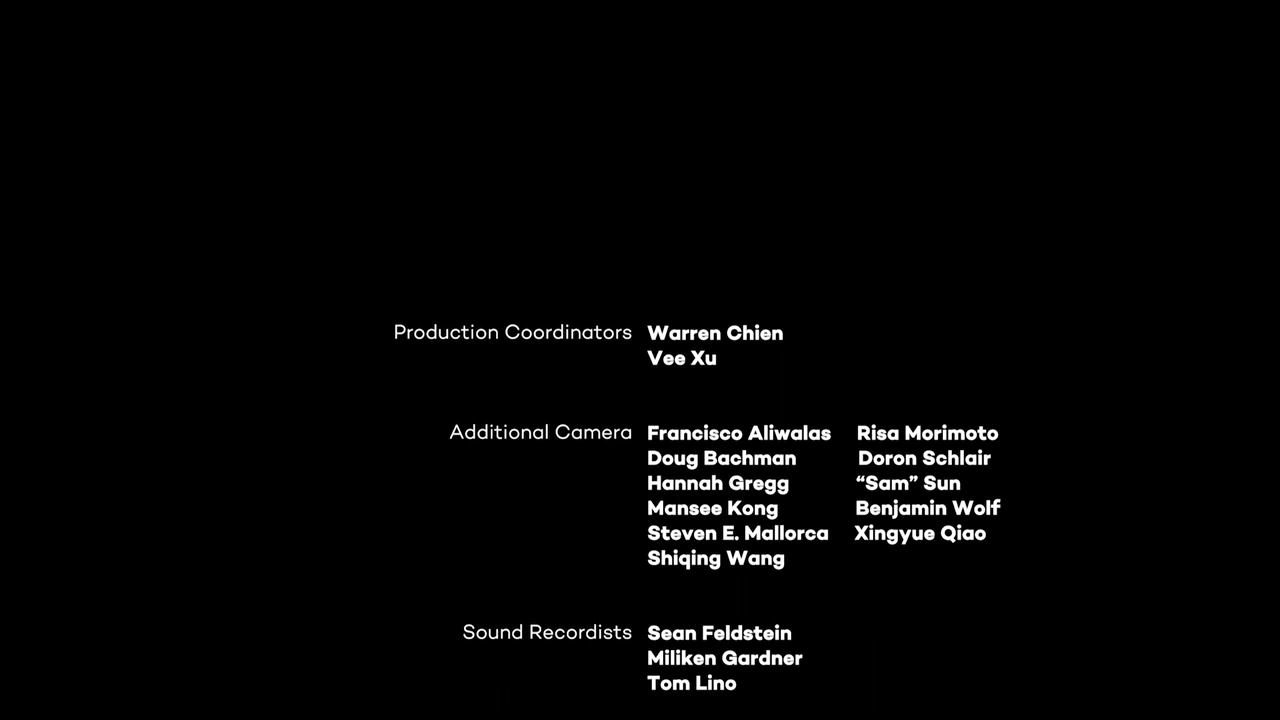 Production Coordinators Warren Chien
Vee Xu
Additional Camera Francisco Aliwalas Risa Morimoto
Doug Bachman Doron Schlair
Hannah Gregg “Sam” Sun
Mansee Kong Benjamin Wolf
Steven E. Mallorca Xingyue Qiao
Shiqing Wang
Sound Recordists Sean Feldstein
Miliken Gardner
Tom Lino